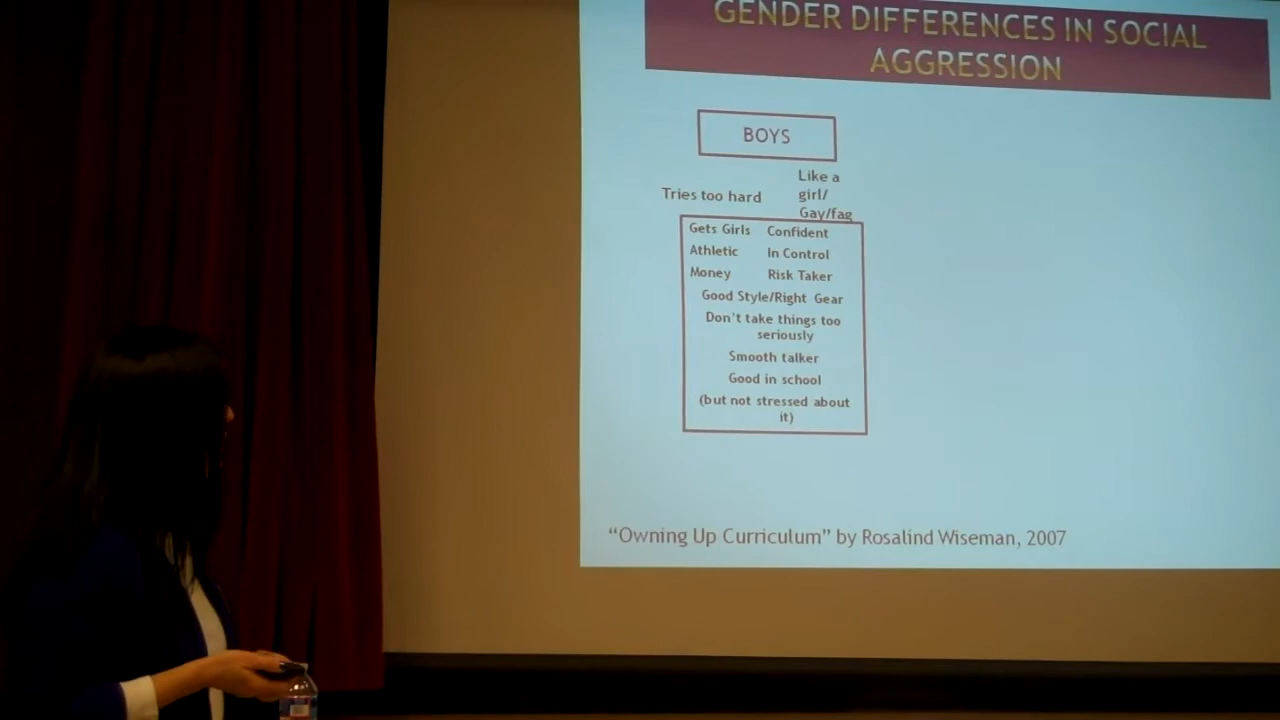 GENDER DIFFERENCES IN SOCIAL
AGGRESSION
BOYS
Tries too hard
Like a
girl/
Gay/fag
Gets Girls Confident
Athletic In Control
Money Risk Taker
Good Style/Right Gear
Don't take things too
seriously
Smooth talker
Good in school
(but not stressed about
it)
“Owning Up Curriculum” by Rosalind Wiseman, 2007